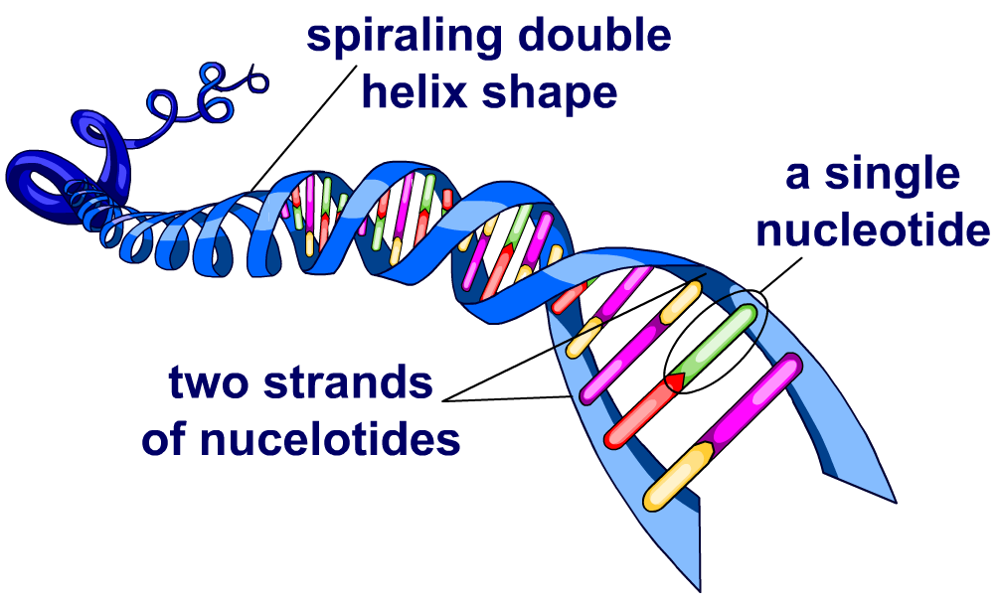 spiraling double
helix shape
a single
nucleotide
two strands
of nucelotides